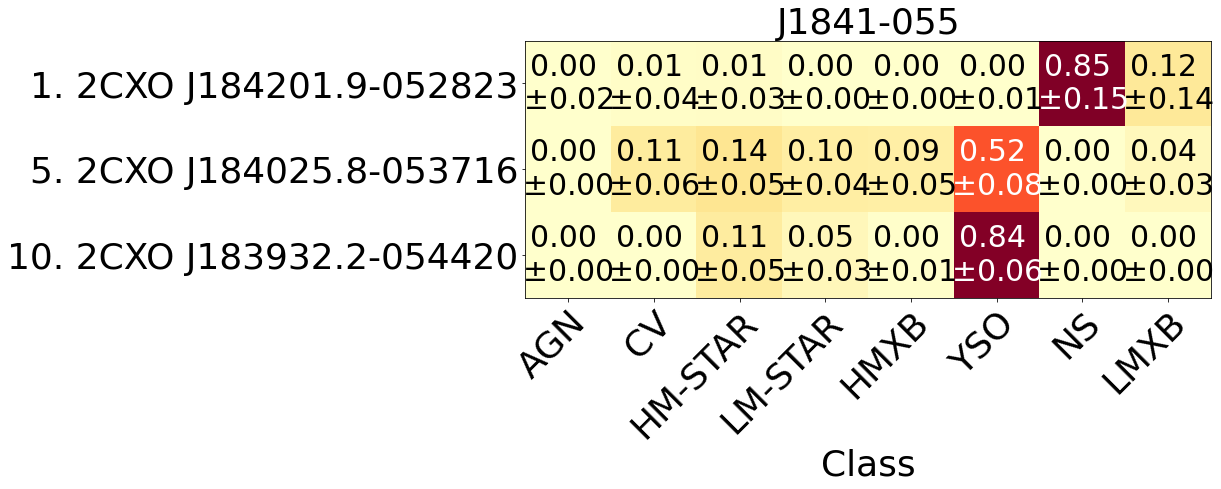 J1841-055
1. 2CXO J184201.9-052823 0.00 0.01 0.01 0.00 0.00 0.00 0.85 0.12
±0.02 ±0.04 ±0.03 ±0.00 ±0.00 ±0.01 ±0.15 ±0.14
5. 2CXO J184025.8-053716 0.00 0.11 0.14 0.10 0.09 0.52 0.00 0.04
±0.00 ±0.06 ±0.05 ±0.04 ±0.05 ±0.08 ±0.00 ±0.03
10. 2CXO J183932.2-054420 0.00 0.00 0.11 0.05 0.00 0.84 0.00 0.00
±0.00 ±0.00 ±0.05 ±0.03 ±0.01 ±0.06 ±0.00 ±0.00
AGN CV HM-STAR LM-STAR HMXB YSO NS LMXB
Class